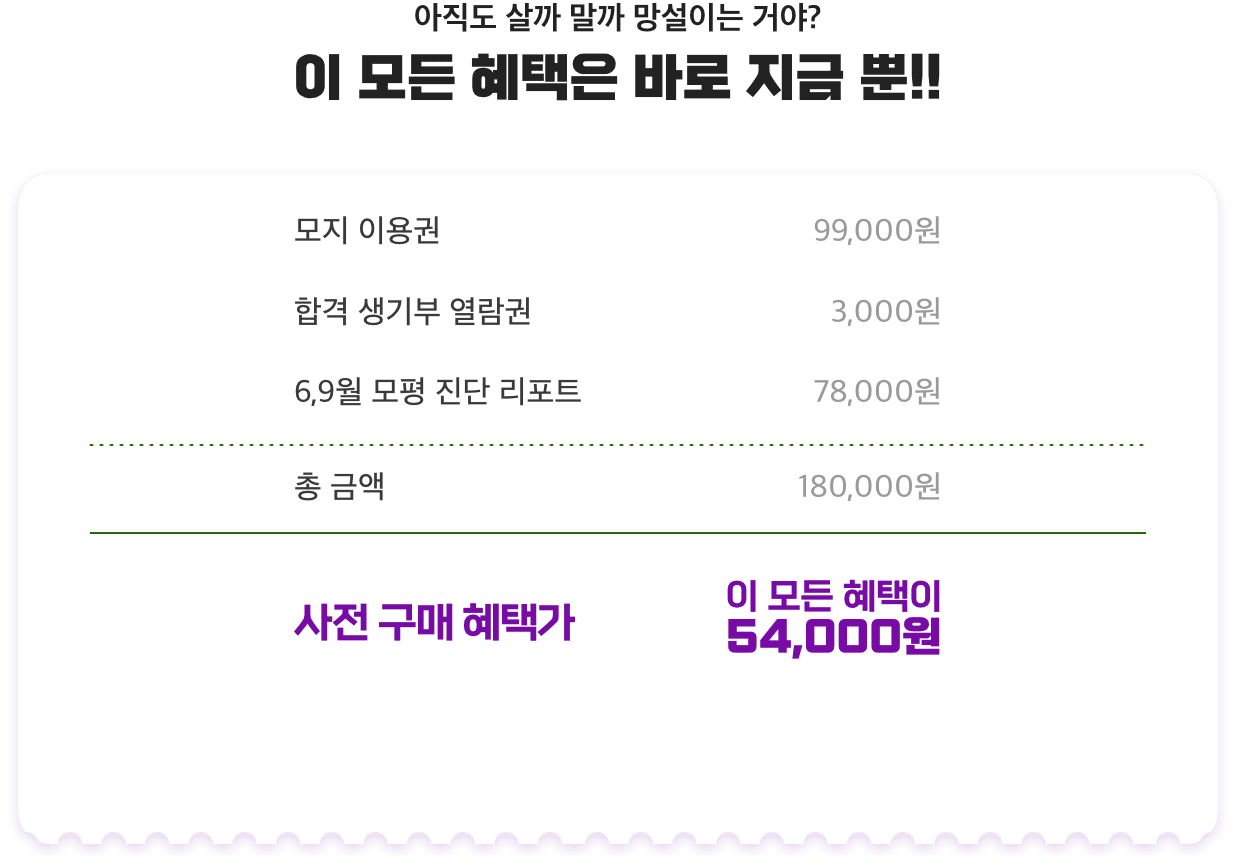 아직도 살까 말까 망설이는 거야?
이 모든 혜택은 바로 지금 뿐!!
모지 이용권 99,000원
합격 생기부 열람권 3,000원
6,9월 모평 진단 리포트 78,000원
총 금액 180,000원
사전 구매 혜택가
이 모든 혜택이
54,000원